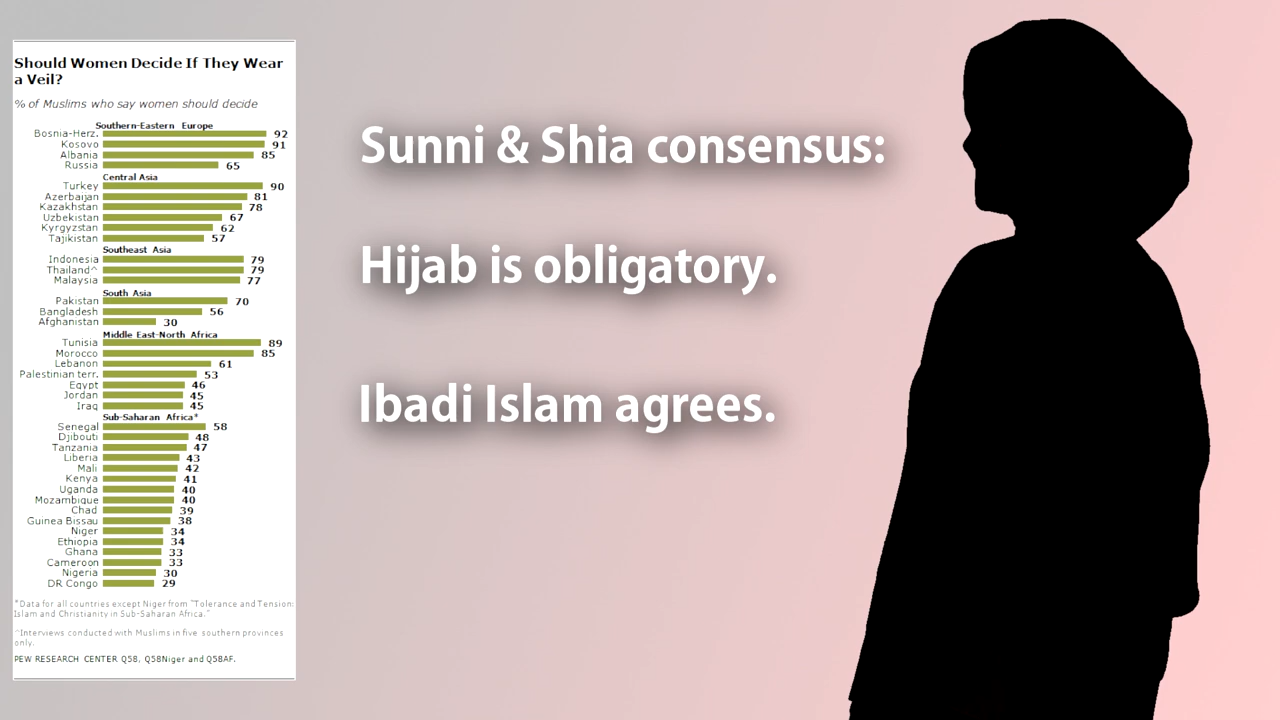 Should Women Decide If They Wear
a Veil?
% of Muslims who say women should decide
Southern-Eastern Europe
Bosnia-Herz. 92
Kosovo 91
Albania 85
Russia 65
Central Asia
Turkey 90
Azerbaijan 81
Kazakhstan 78
Uzbekistan 67
Kyrgyzstan 62
Tajikistan 57
Southeast Asia
Indonesia 79
Thailand^ 79
Malaysia 77
South Asia
Pakistan 70
Bangladesh 56
Afghanistan 30
Middle East-North Africa
Tunisia 89
Morocco 85
Lebanon 61
Palestinian terr. 53
Egypt 46
Jordan 45
Iraq 45
Sub-Saharan Africa*
Senegal 58
Djibouti 48
Tanzania 47
Liberia 43
Mali 42
Kenya 41
Uganda 40
Mozambique 40
Chad 39
Guinea Bissau 38
Niger 34
Ethiopia 34
Ghana 33
Cameroon 33
Nigeria 30
DR Congo 29
*Data for all countries except Niger from "Tolerance and Tension:
Islam and Christianity in Sub-Saharan Africa."
^Interviews conducted with Muslims in five southern provinces
only.
PEW RESEARCH CENTER Q58, Q58Niger and Q58AF.
Sunni & Shia consensus:
Hijab is obligatory.
Ibadi Islam agrees.